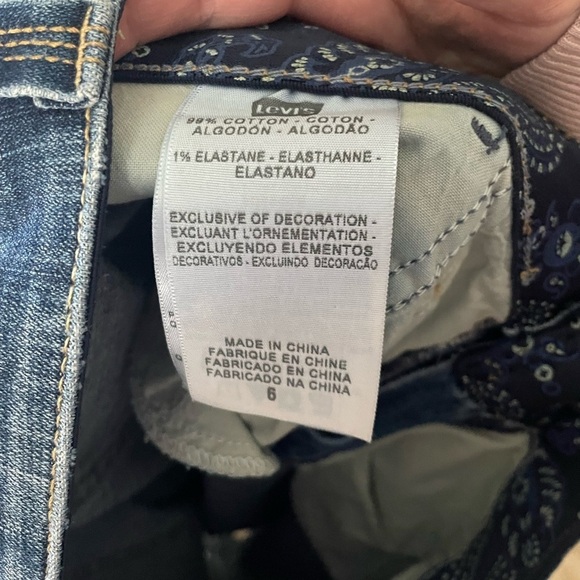 Levi's
99% COTTON - COTON -
ALGODÓN - ALGODÃO
1% ELASTANE - ELASTHANNE -
ELASTANO
EXCLUSIVE OF DECORATION -
EXCLUANT L'ORNEMENTATION -
EXCLUYENDO ELEMENTOS
DECORATIVOS - EXCLUINDO DECORAÇÃO
MADE IN CHINA
FABRIQUE EN CHINE
FABRICADO EN CHINA
FABRICADO NA CHINA
6